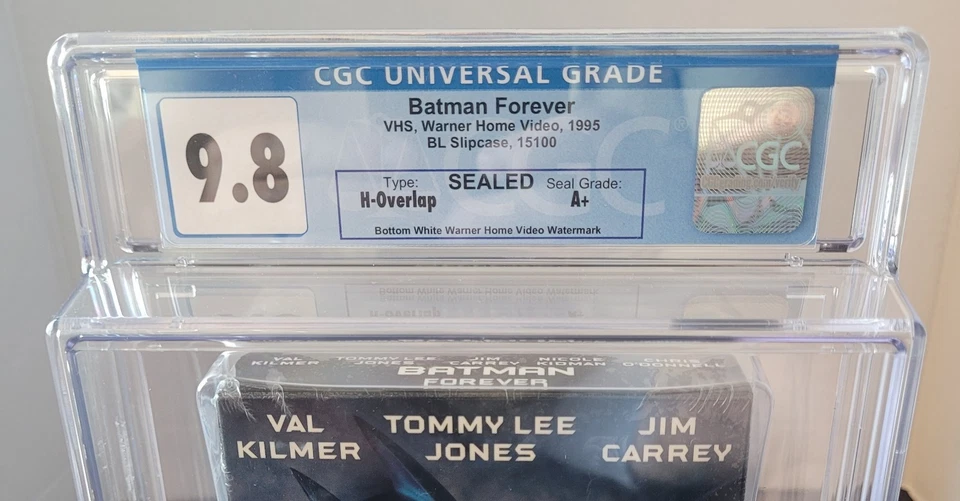 CGC UNIVERSAL GRADE
9.8
Batman Forever
VHS, Warner Home Video, 1995
BL Slipcase, 15100
Type: SEALED Seal Grade:
H-Overlap A+
Bottom White Warner Home Video Watermark
CGC
CGC
VAL TOMMY LEE JIM NICOLE CHRIS
KILMER JONES CARREY KIDMAN O'DONNELL
BATMAN
FOREVER
VAL TOMMY LEE JIM
KILMER JONES CARREY